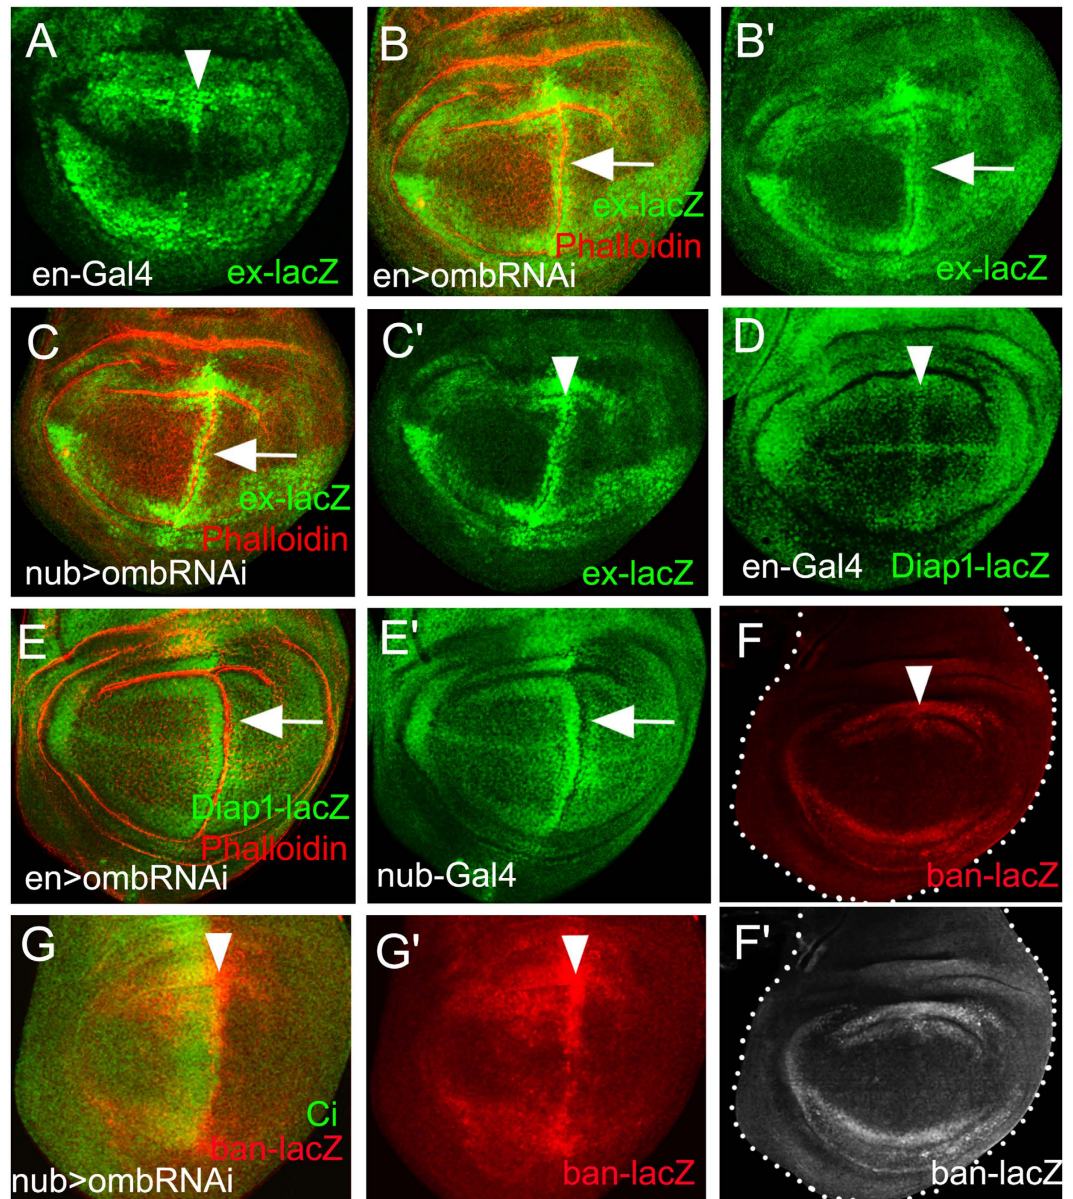 A
en-Gal4 ex-lacZ
B
ex-lacZ
Phalloidin
en>ombRNAi
B'
ex-lacZ
C
ex-lacZ
Phalloidin
nub>ombRNAi
C'
ex-lacZ
D
en-Gal4 Diap1-lacZ
E
Diap1-lacZ
Phalloidin
en>ombRNAi
E'
nub-Gal4
F
ban-lacZ
G
Ci
ban-lacZ
nub>ombRNAi
G'
ban-lacZ
F'
ban-lacZ